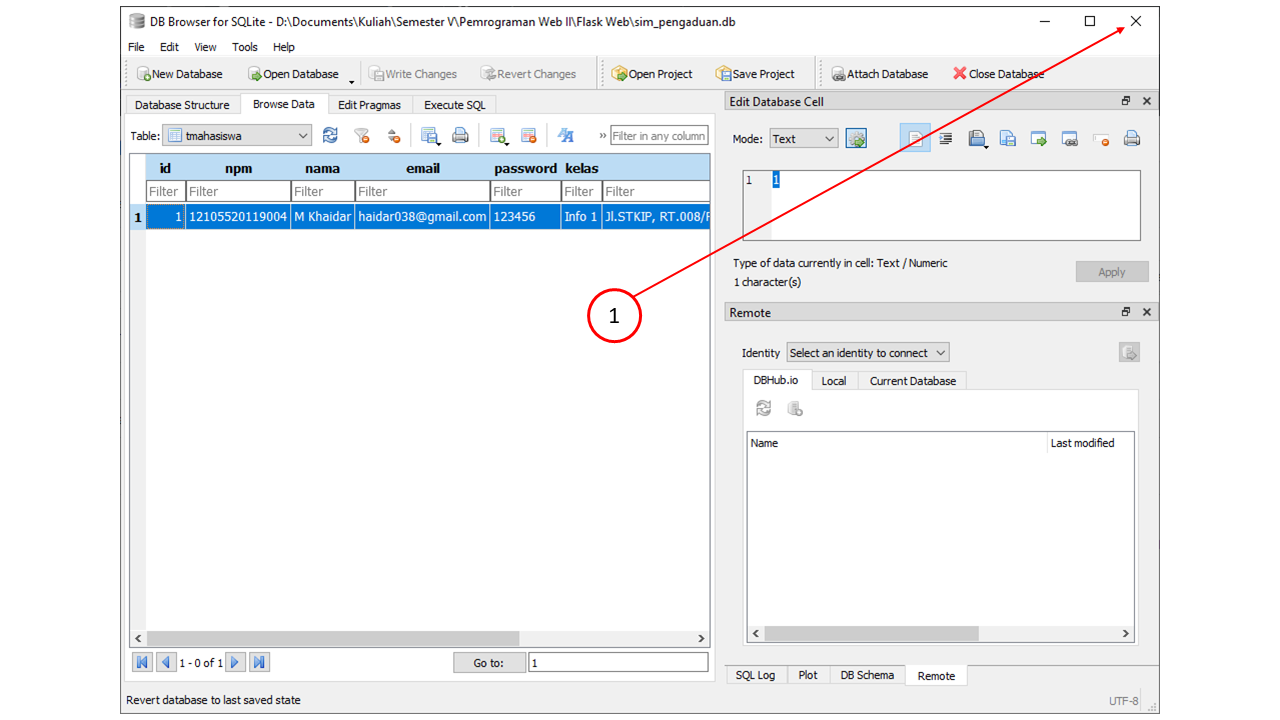 DB Browser for SQLite - D:\Documents\Kuliah\Semester V\Pemrograman Web II\Flask Web\sim_pengaduan.db
File Edit View Tools Help
New Database Open Database Write Changes Revert Changes Open Project Save Project Attach Database Close Database
Database Structure Browse Data Edit Pragmas Execute SQL
Table: tmahasiswa » Filter in any column
id npm nama email password kelas
Filter Filter Filter Filter Filter Filter Filter
1 1 12105520119004 M Khaidar haidar038@gmail.com 123456 Info 1 Jl.STKIP, RT.008/
1 - 0 of 1 Go to: 1
Revert database to last saved state
Edit Database Cell
Mode: Text
1 1
Type of data currently in cell: Text / Numeric
1 character(s)
Apply
1
Remote
Identity Select an identity to connect
DBHub.io Local Current Database
Name Last modified
SQL Log Plot DB Schema Remote
UTF-8